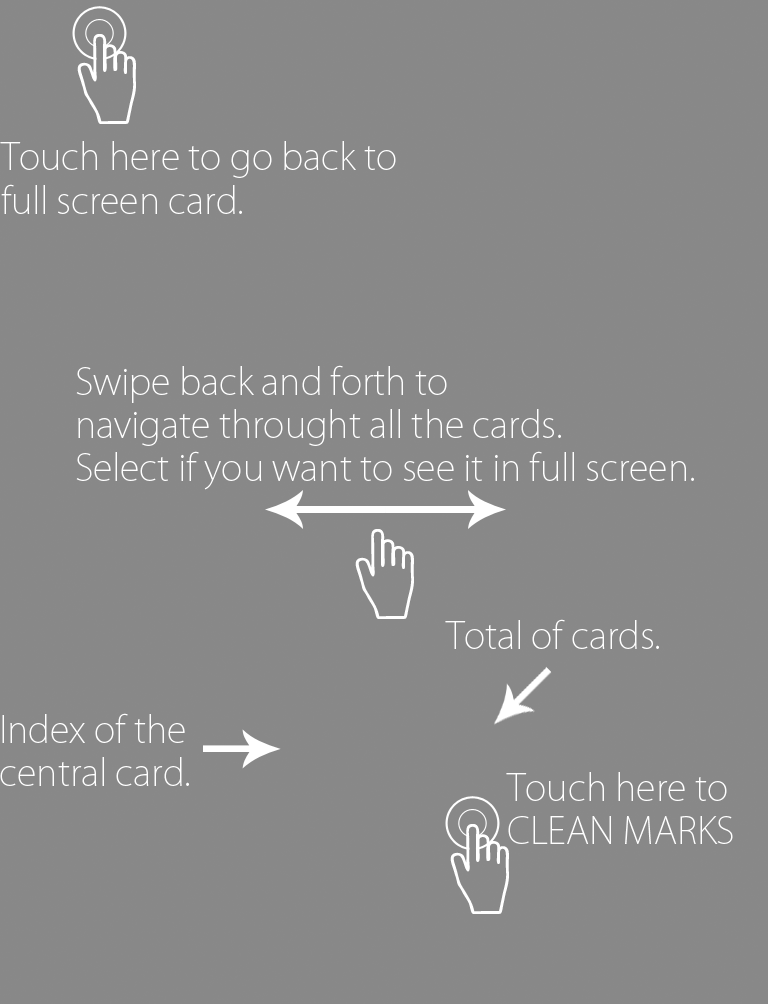 Touch here to go back to
full screen card.
Swipe back and forth to
navigate throught all the cards.
Select if you want to see it in full screen.
Total of cards.
Index of the
central card.
Touch here to
CLEAN MARKS